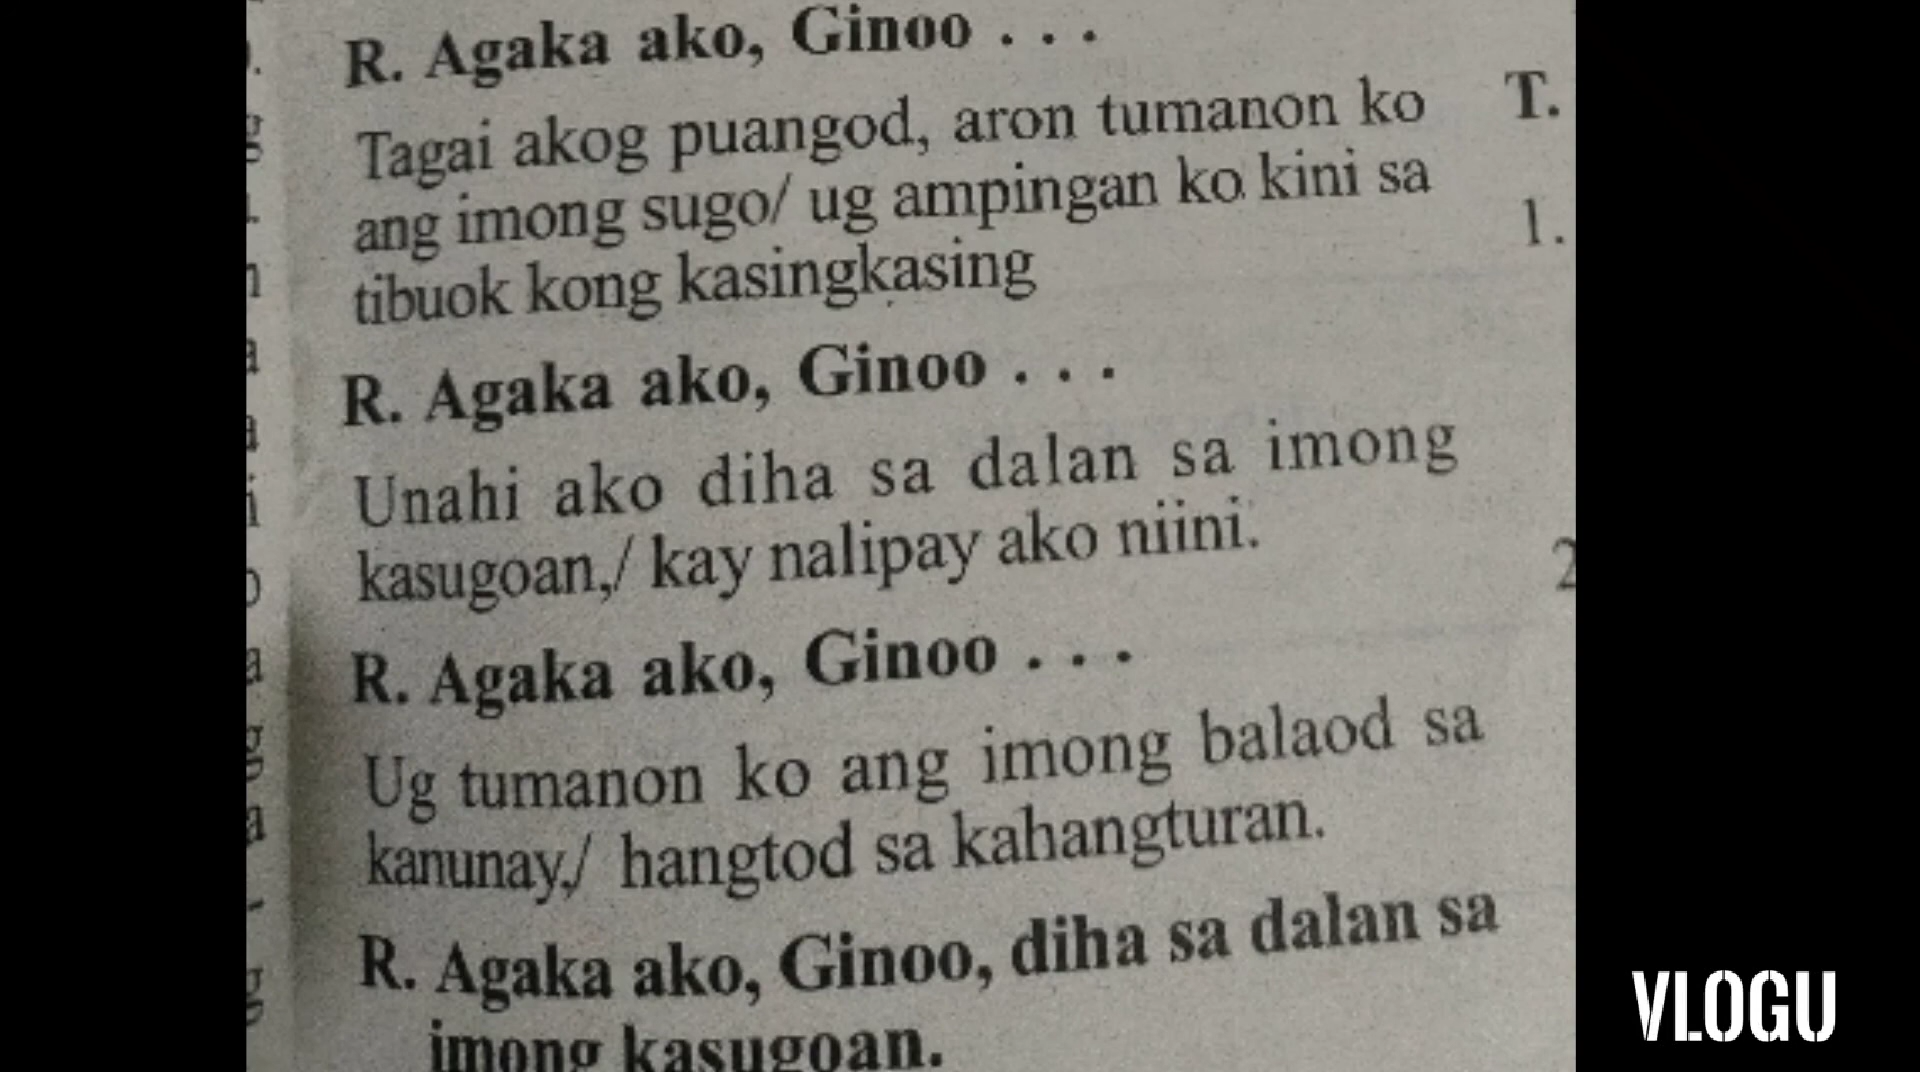 R. Agaka ako, Ginoo . . .
Tagai akog puangod, aron tumanon ko
ang imong sugo/ ug ampingan ko kini sa
tibuok kong kasingkasing
R. Agaka ako, Ginoo . . .
Unahi ako diha sa dalan sa imong
kasugoan,/ kay nalipay ako niini.
R. Agaka ako, Ginoo . . .
Ug tumanon ko ang imong balaod sa
kanunay,/ hangtod sa kahangturan.
R. Agaka ako, Ginoo, diha sa dalan sa
imong kasugoan.
T.
1.
2
VLOGU